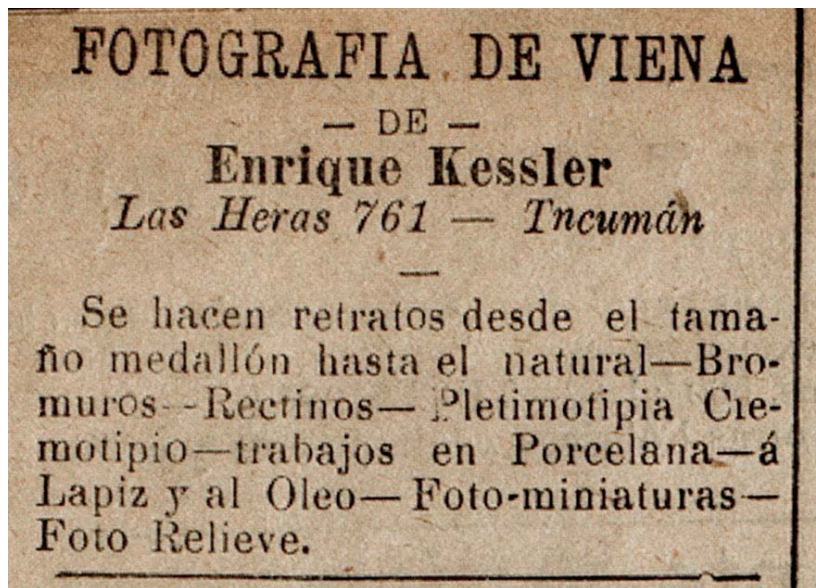 FOTOGRAFIA DE VIENA
— DE —
Enrique Kessler
Las Heras 761 — Tncumán
—
Se hacen retratos desde el tama-
ño medallón hasta el natural—Bro-
muros--Rectinos—Pletimotipia Cie-
motipio—trabajos en Porcelana—á
Lapiz y al Oleo—Foto-miniaturas—
Foto Relieve.